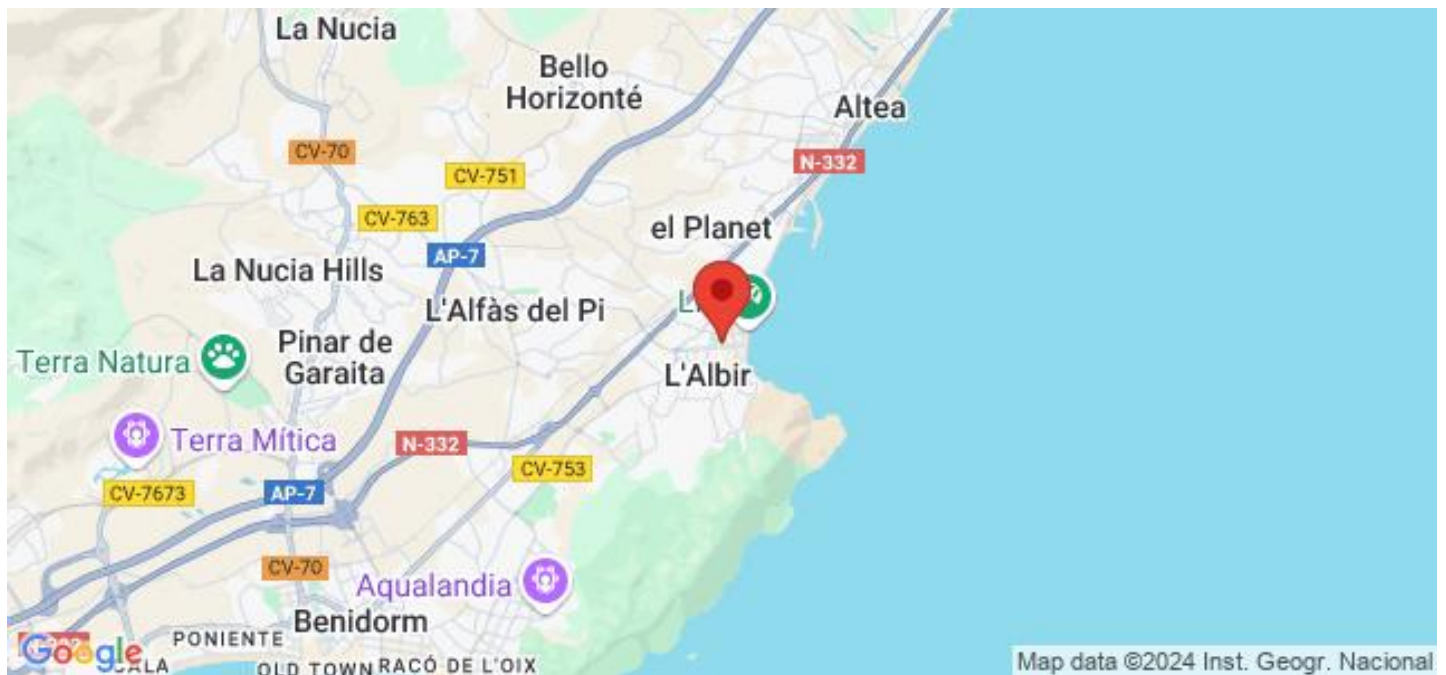 La Nucia
Bello
Horizonté
Altea
CV-70
N-332
CV-751
CV-763
el Planet
AP-7
La Nucia Hills
L'Alfàs del Pi
Terra Natura
Pinar de
Garaita
L'Albir
Terra Mítica
N-332
CV-753
CV-7673
AP-7
CV-70
Aqualandia
Benidorm
PONIENTE
Google
OLD TOWN
RACÓ DE L'OIX
Map data ©2024 Inst. Geogr. Nacional